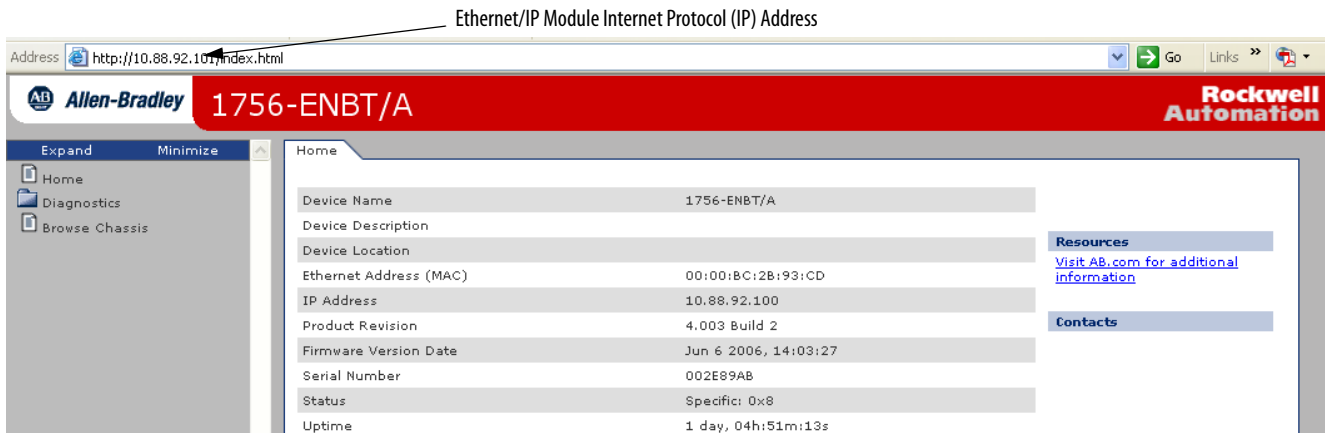 Ethernet/IP Module Internet Protocol (IP) Address
Address http://10.88.92.101/index.html Go Links »
AB Allen-Bradley 1756-ENBT/A Rockwell
Automation
Expand Minimize Home
Home
Diagnostics
Browse Chassis
Device Name 1756-ENBT/A
Device Description
Device Location
Ethernet Address (MAC) 00:00:BC:2B:93:CD
IP Address 10.88.92.100
Product Revision 4.003 Build 2
Firmware Version Date Jun 6 2006, 14:03:27
Serial Number 002E89AB
Status Specific: 0x8
Uptime 1 day, 04h:51m:13s
Resources
Visit AB.com for additional
information
Contacts